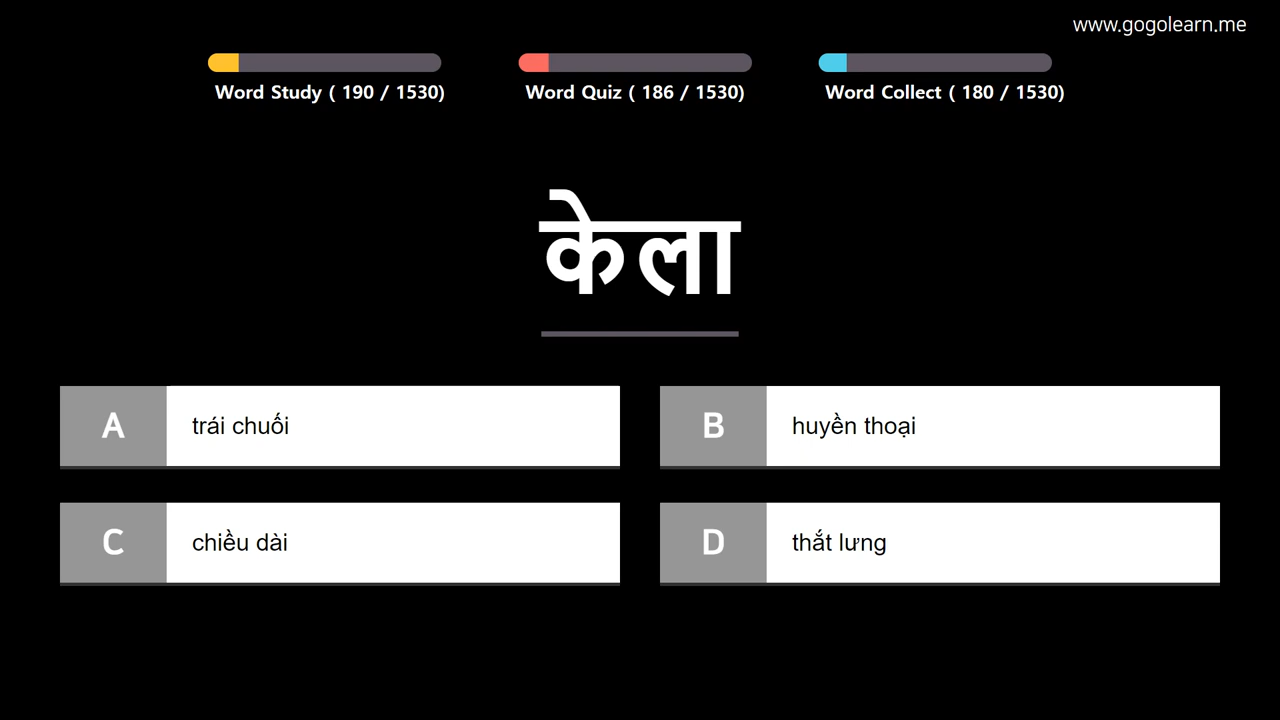 www.gogolearn.me
Word Study ( 190 / 1530)
Word Quiz ( 186 / 1530)
Word Collect ( 180 / 1530)
केला
A trái chuối
B huyền thoại
C chiều dài
D thắt lưng